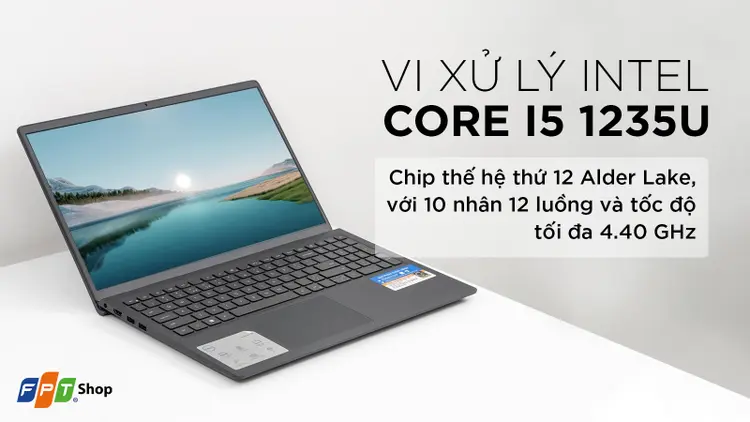 VI XỬ LÝ INTEL
CORE I5 1235U
Chip thế hệ thứ 12 Alder Lake,
với 10 nhân 12 luồng và tốc độ
tối đa 4.40 GHz
FPT Shop